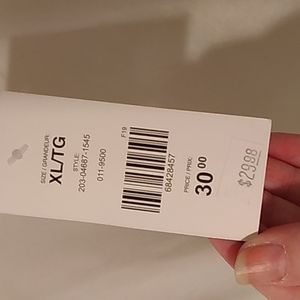 SIZE / GRANDEUR:
XL/TG
STYLE:
203-04687-1545
011-9500
F19
68428457
PRICE / PRIX:
30 00
$29.98